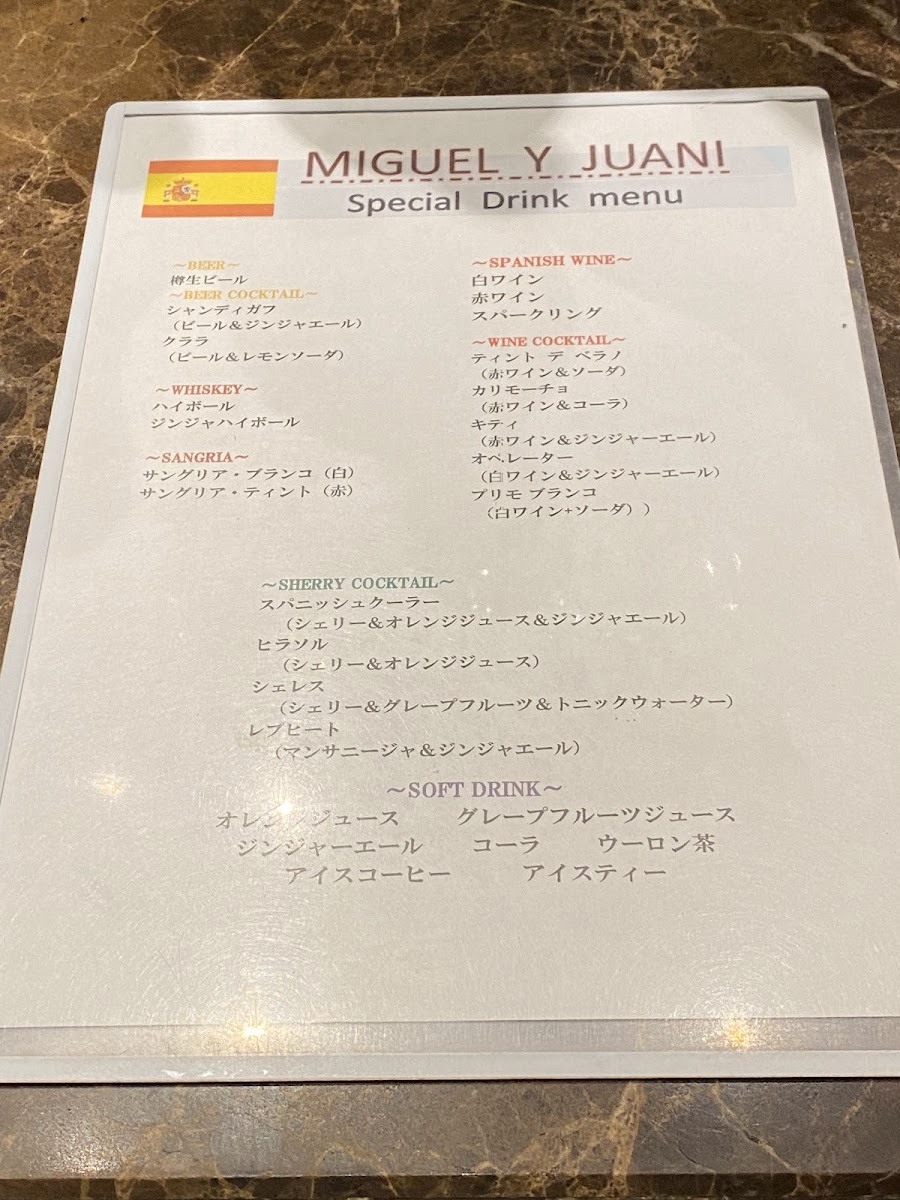 MIGUEL Y JUANI
Special Drink menu
～BEER～
樽生ビール
～BEER COCKTAIL～
シャンディガフ
（ビール＆ジンジャエール）
クララ
（ビール＆レモンソーダ）
～WHISKEY～
ハイボール
ジンジャハイボール
～SANGRIA～
サングリア・ブランコ（白）
サングリア・ティント（赤）
～SPANISH WINE～
白ワイン
赤ワイン
スパークリング
～WINE COCKTAIL～
ティント デ ベラノ
（赤ワイン＆ソーダ）
カリモーチョ
（赤ワイン＆コーラ）
キティ
（赤ワイン＆ジンジャーエール）
オペレーター
（白ワイン＆ジンジャーエール）
プリモ ブランコ
（白ワイン+ソーダ））
～SHERRY COCKTAIL～
スパニッシュクーラー
（シェリー＆オレンジジュース＆ジンジャエール）
ヒラソル
（シェリー＆オレンジジュース）
シェレス
（シェリー＆グレープフルーツ＆トニックウォーター）
レブヒート
（マンサニージャ＆ジンジャエール）
～SOFT DRINK～
オレンジジュース グレープフルーツジュース
ジンジャーエール コーラ ウーロン茶
アイスコーヒー アイスティー